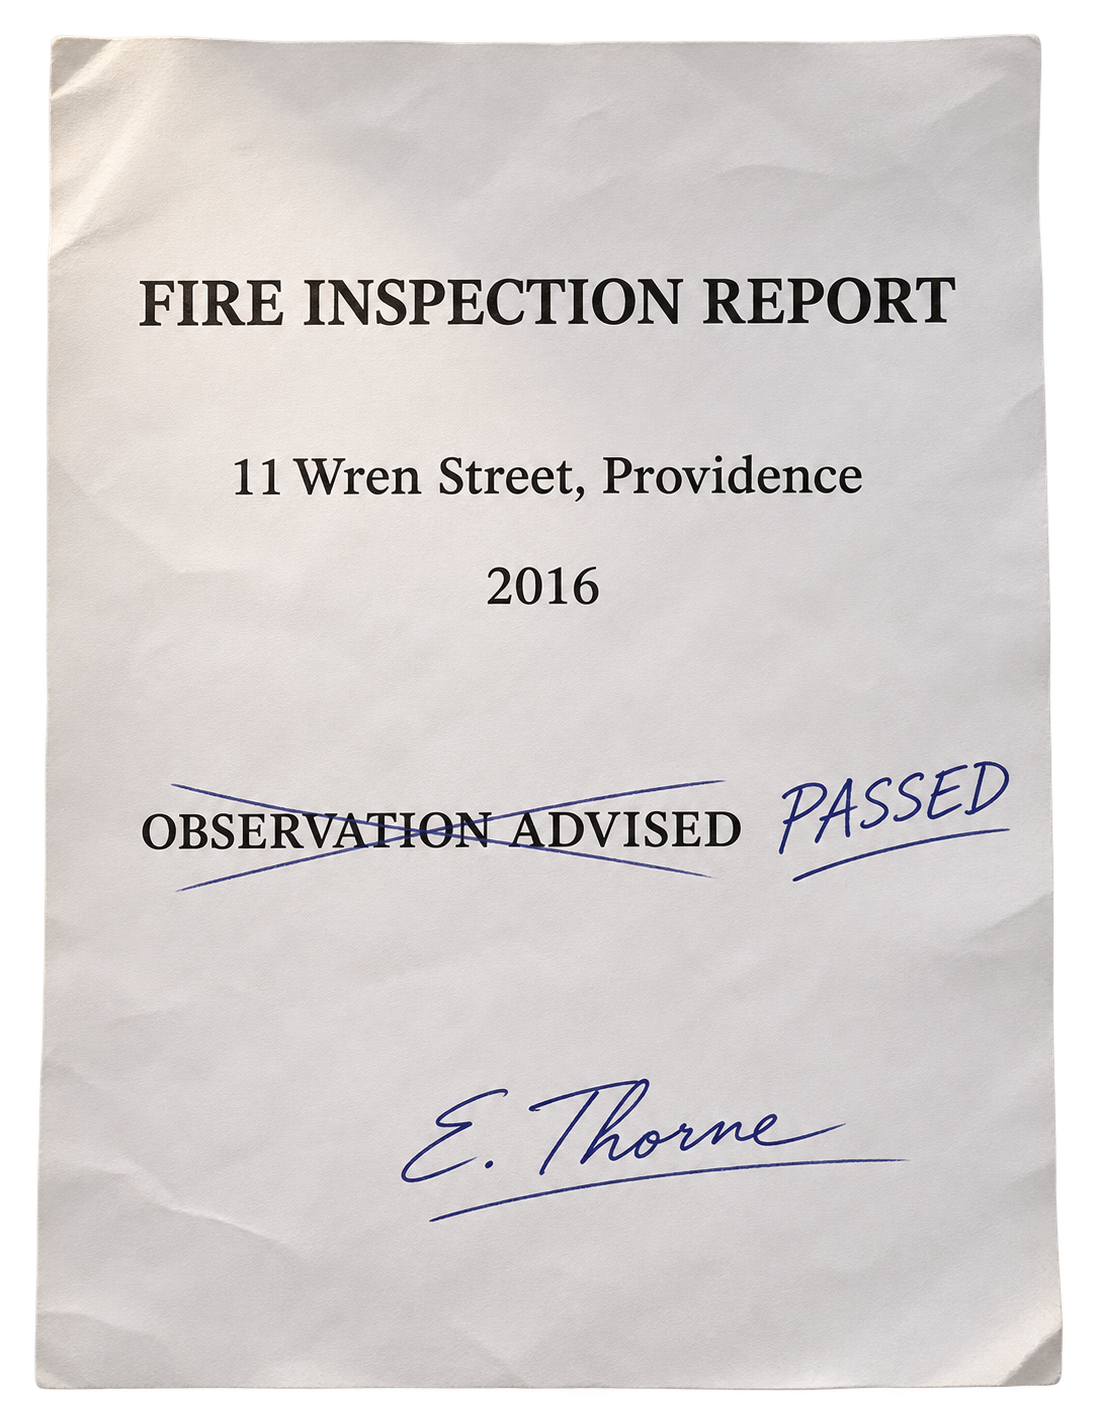 FIRE INSPECTION REPORT
11 Wren Street, Providence
2016
OBSERVATION ADVISED PASSED
E. Thorne